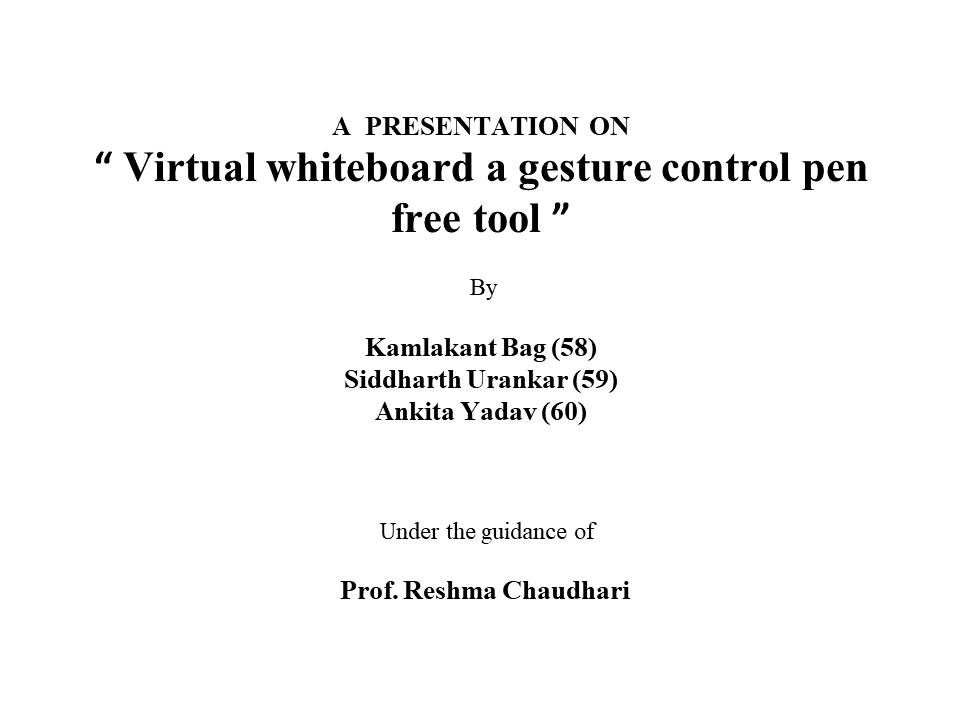 A PRESENTATION ON
“ Virtual whiteboard a gesture control pen
free tool ”
By
Kamlakant Bag (58)
Siddharth Urankar (59)
Ankita Yadav (60)
Under the guidance of
Prof. Reshma Chaudhari